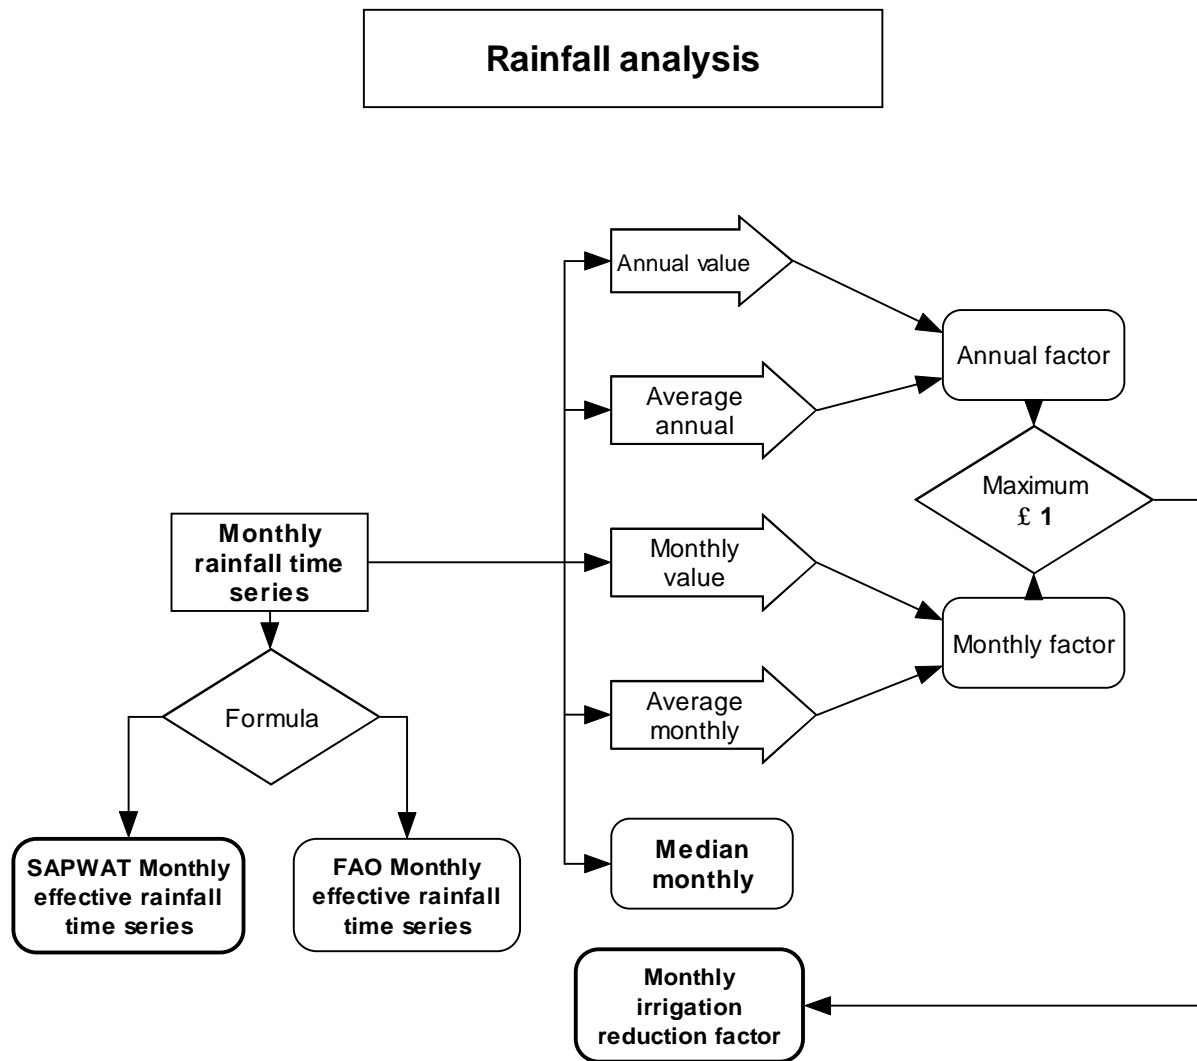 Rainfall analysis
Annual value
Annual factor
Average
annual
Maximum
£ 1
Monthly
rainfall time
series
Monthly
value
Monthly factor
Average
monthly
Formula
Median
monthly
SAPWAT Monthly
effective rainfall
time series
FAO Monthly
effective rainfall
time series
Monthly
irrigation
reduction factor